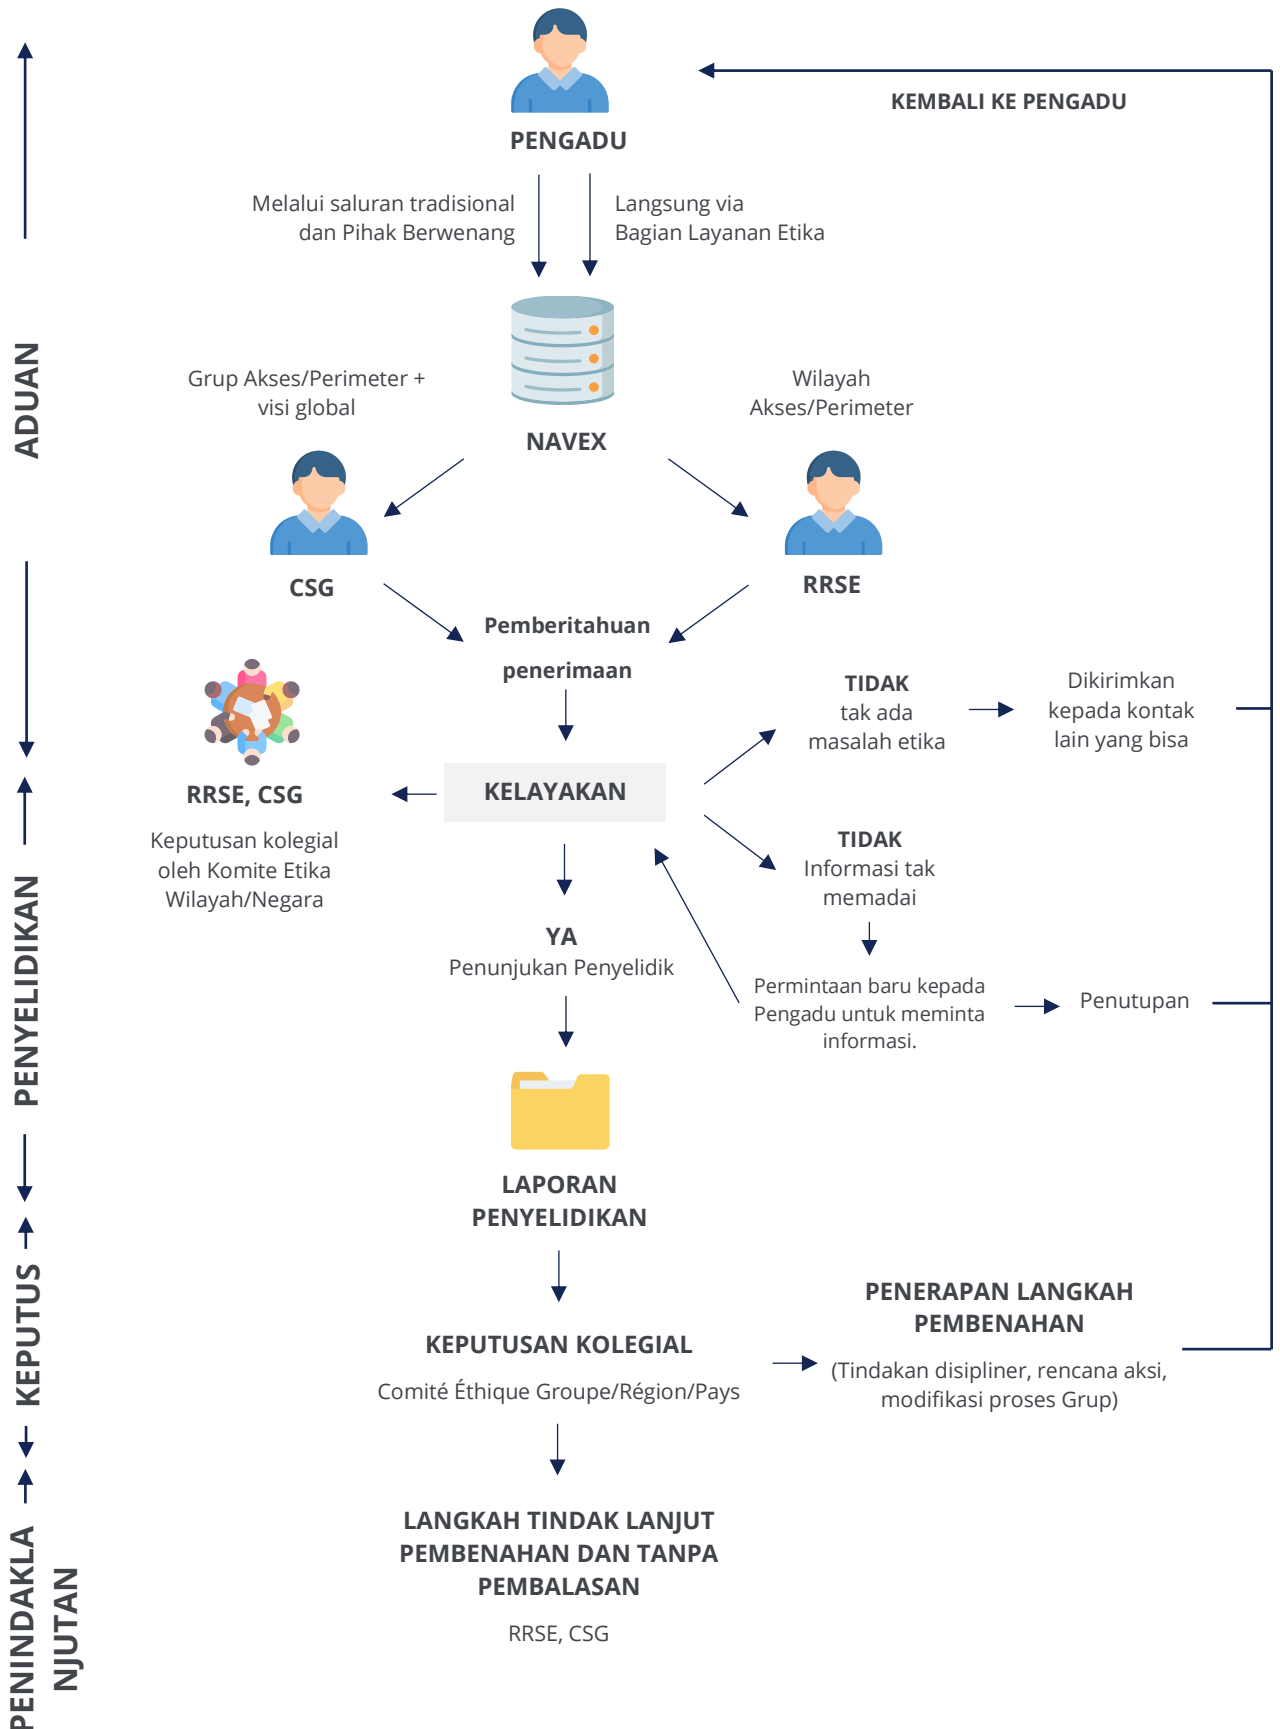 KEMBALI KE PENGADU
PENGADU
Melalui saluran tradisional
dan Pihak Berwenang
Langsung via
Bagian Layanan Etika
ADUAN
Grup Akses/Perimeter +
visi global
Wilayah
Akses/Perimeter
NAVEX
CSG
RRSE
Pemberitahuan
penerimaan
TIDAK
tak ada
masalah etika
Dikirimkan
kepada kontak
lain yang bisa
KELAYAKAN
RRSE, CSG
Keputusan kolegial
oleh Komite Etika
Wilayah/Negara
TIDAK
Informasi tak
memadai
PENYELIDIKAN
YA
Penunjukan Penyelidik
Permintaan baru kepada
Pengadu untuk meminta
informasi.
Penutupan
LAPORAN
PENYELIDIKAN
KEPUTUS
KEPUTUSAN KOLEGIAL
Comité Éthique Groupe/Région/Pays
PENERAPAN LANGKAH
PEMBENAHAN
(Tindakan disipliner, rencana aksi,
modifikasi proses Grup)
PENINDAKLA
NJUTAN
LANGKAH TINDAK LANJUT
PEMBENAHAN DAN TANPA
PEMBALASAN
RRSE, CSG